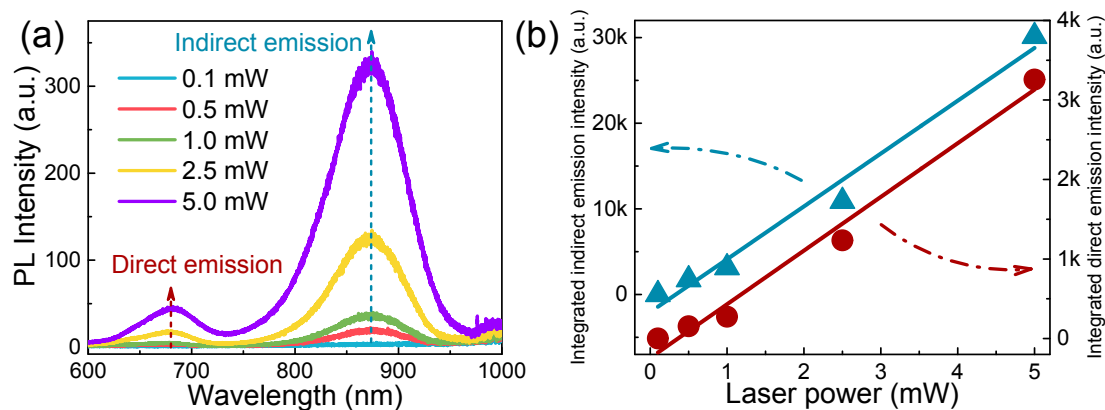 (a)
Indirect emission
0.1 mW
0.5 mW
1.0 mW
2.5 mW
5.0 mW
Direct emission
PL Intensity (a.u.)
300
200
100
0
600 700 800 900 1000
Wavelength (nm)
(b)
Integrated indirect emission intensity (a.u.)
30k
20k
10k
0
0 1 2 3 4 5
Laser power (mW)
4k
3k
2k
1k
0
Integrated direct emission intensity (a.u.)